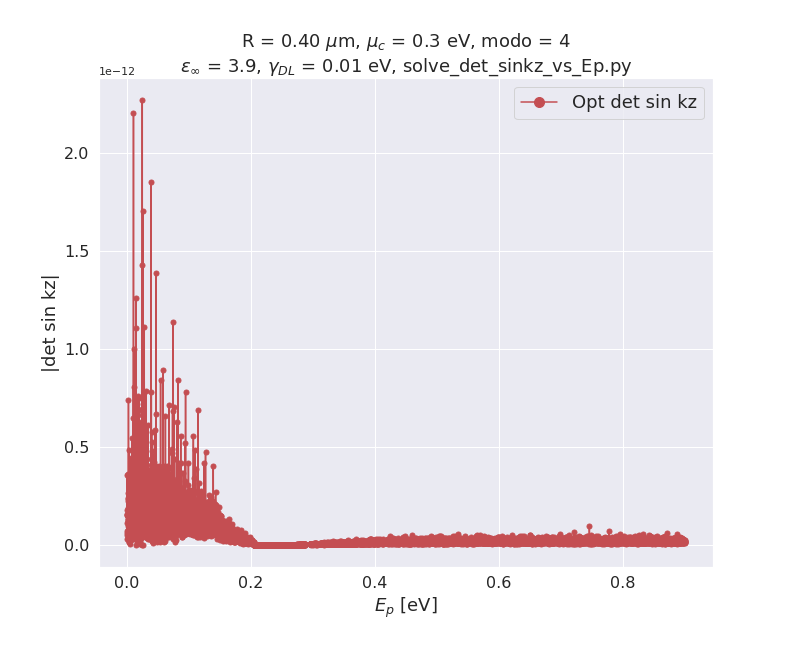 R = 0.40 μm, μc = 0.3 eV, modo = 4
ε∞ = 3.9, γDL = 0.01 eV, solve_det_sinkz_vs_Ep.py
1e−12
Opt det sin kz
2.0
1.5
1.0
0.5
0.0
|det sin kz|
0.0 0.2 0.4 0.6 0.8
Ep [eV]